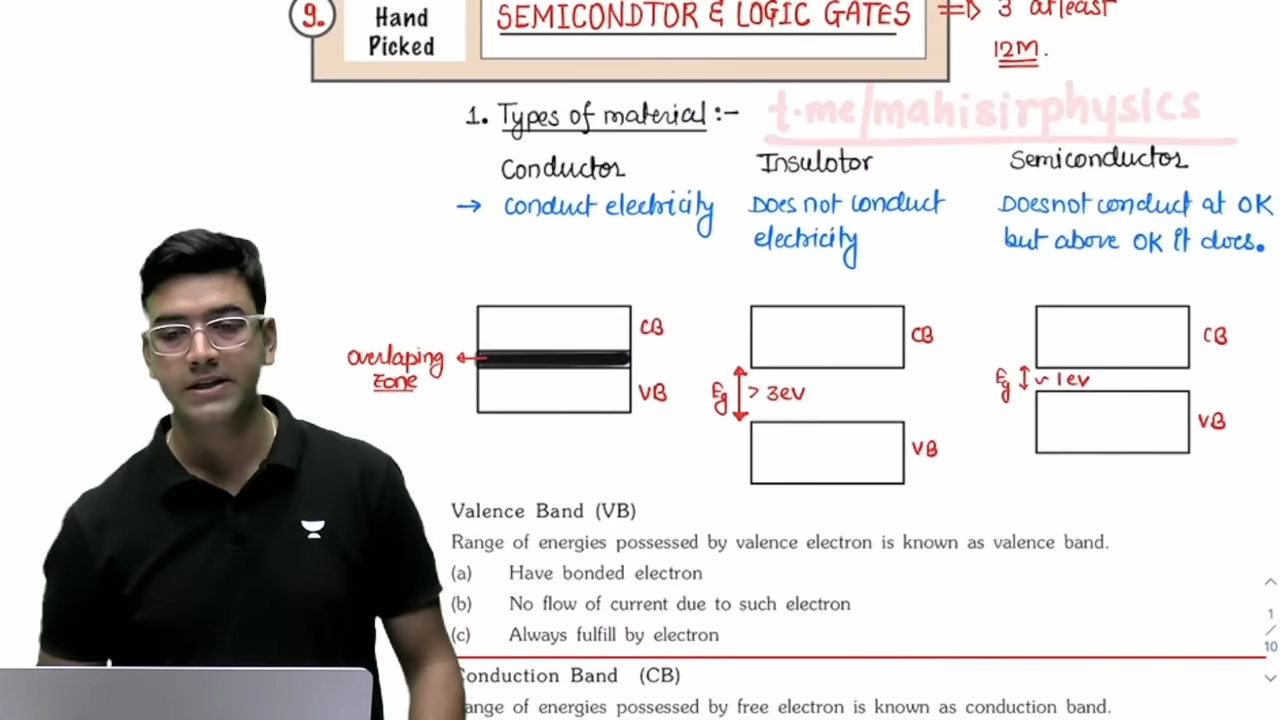 9.
Hand
Picked
SEMICONDTOR & LOGIC GATES
=> 3 atleast
12M.
t.me/mahisirphysics
1. Types of material :-
Conductor
→ conduct electricity
Insulotor
Does not conduct
electricity
Semiconductor
Doesnot conduct at 0K
but above 0K it does.
overlaping
zone
CB
VB
Eg > 3ev
CB
VB
Eg ~ 1ev
CB
VB
Valence Band (VB)
Range of energies possessed by valence electron is known as valence band.
(a) Have bonded electron
(b) No flow of current due to such electron
(c) Always fulfill by electron
Conduction Band (CB)
ange of energies possessed by free electron is known as conduction band.
1
/
10